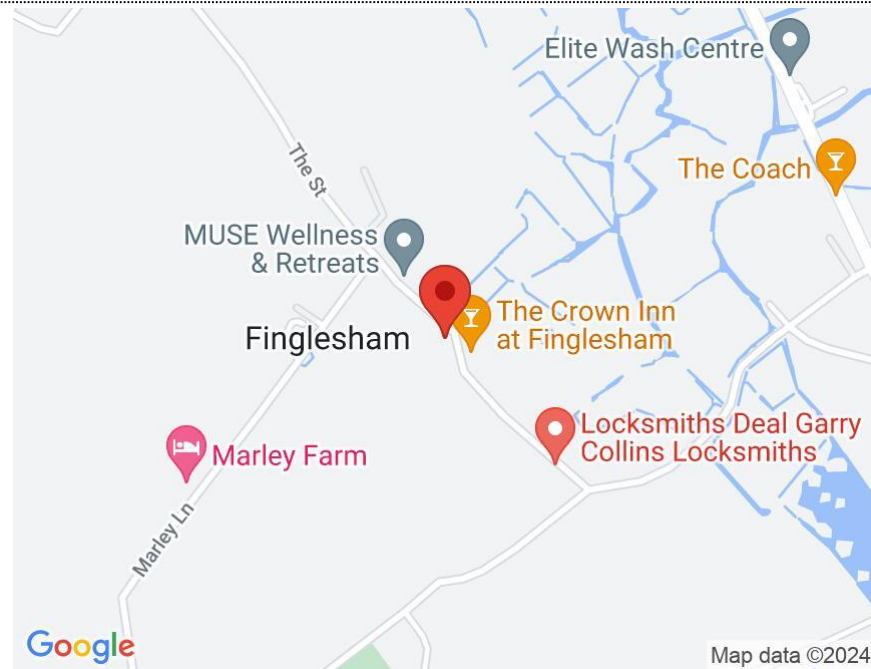 Elite Wash Centre
The St
The Coach
MUSE Wellness
& Retreats
The Crown Inn
at Finglesham
Finglesham
Locksmiths Deal Garry
Collins Locksmiths
Marley Farm
Marley Ln
Google
Map data ©2024